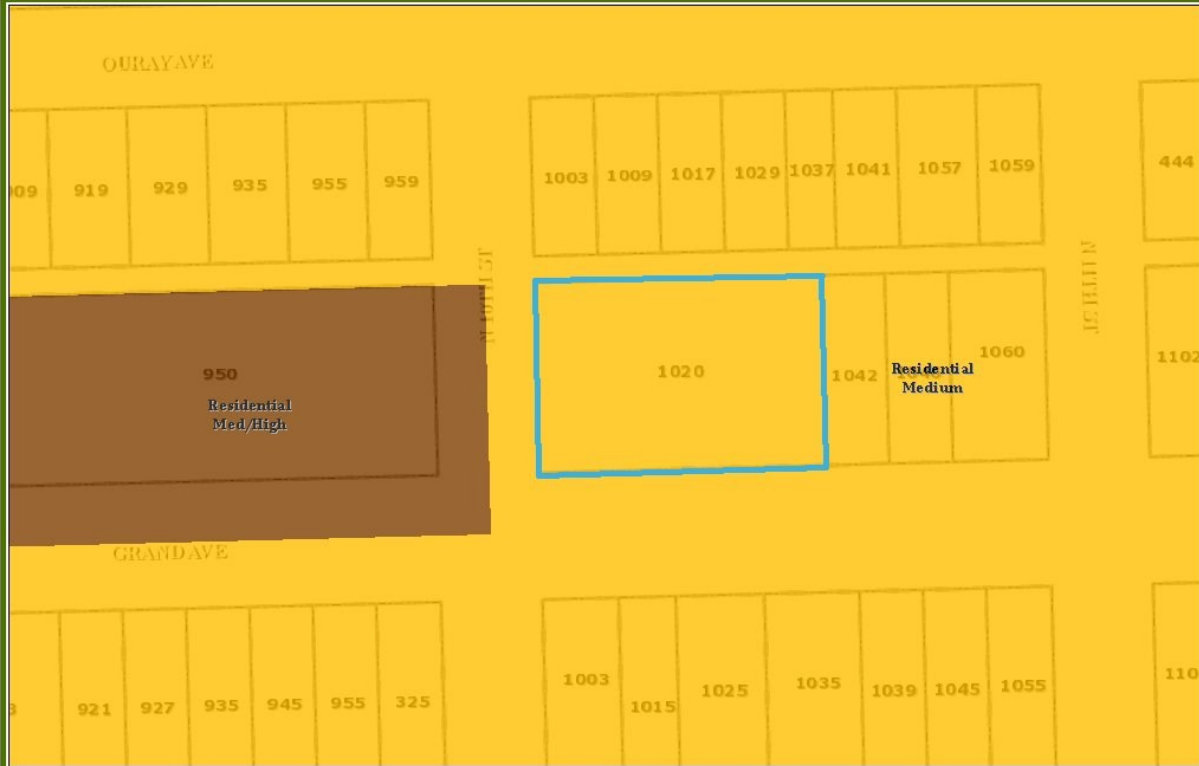 OURAY AVE
919 929 935 955 959
1003 1009 1017 1029 1037 1041 1057 1059
444
N 10TH ST
N 11TH ST
950
Residential
Med/High
1020
1042
1060
Residential
Medium
1102
GRAND AVE
921 927 935 945 955 325
1003 1015 1025 1035 1039 1045 1055